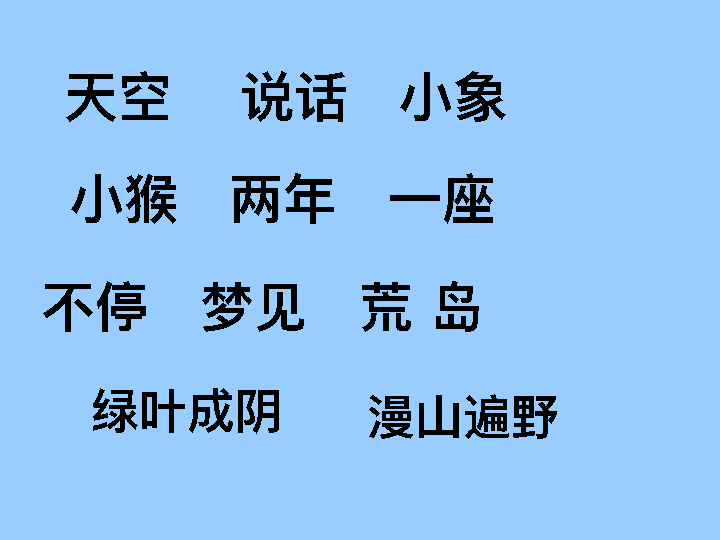 天空 说话 小象
小猴 两年 一座
不停 梦见 荒 岛
绿叶成阴 漫山遍野